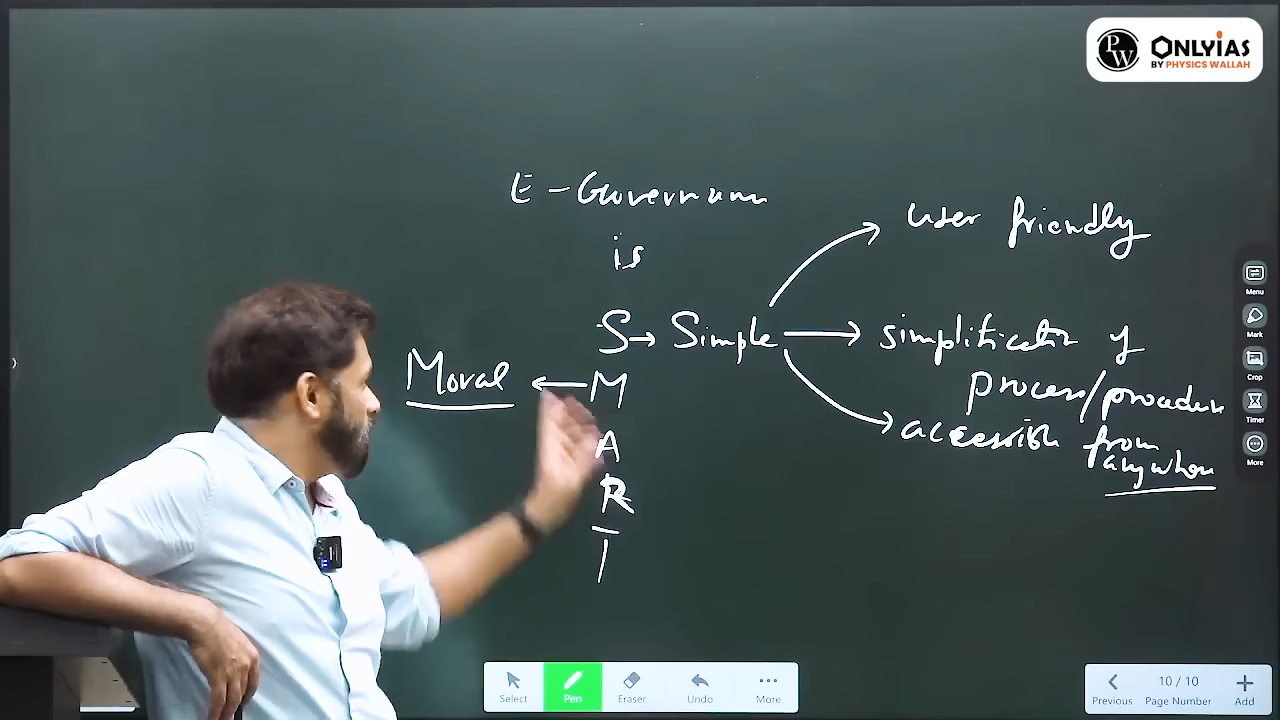 PW ONLYIAS
BY PHYSICS WALLAH
E-Governance
is
S → Simple
user friendly
simplification of
process/procedure
accessible from
anywhere
Moral ← M
A
R
T
Menu
Mark
Crop
Timer
More
Select
Pen
Eraser
Undo
More
Previous
10 / 10
Page Number
Add